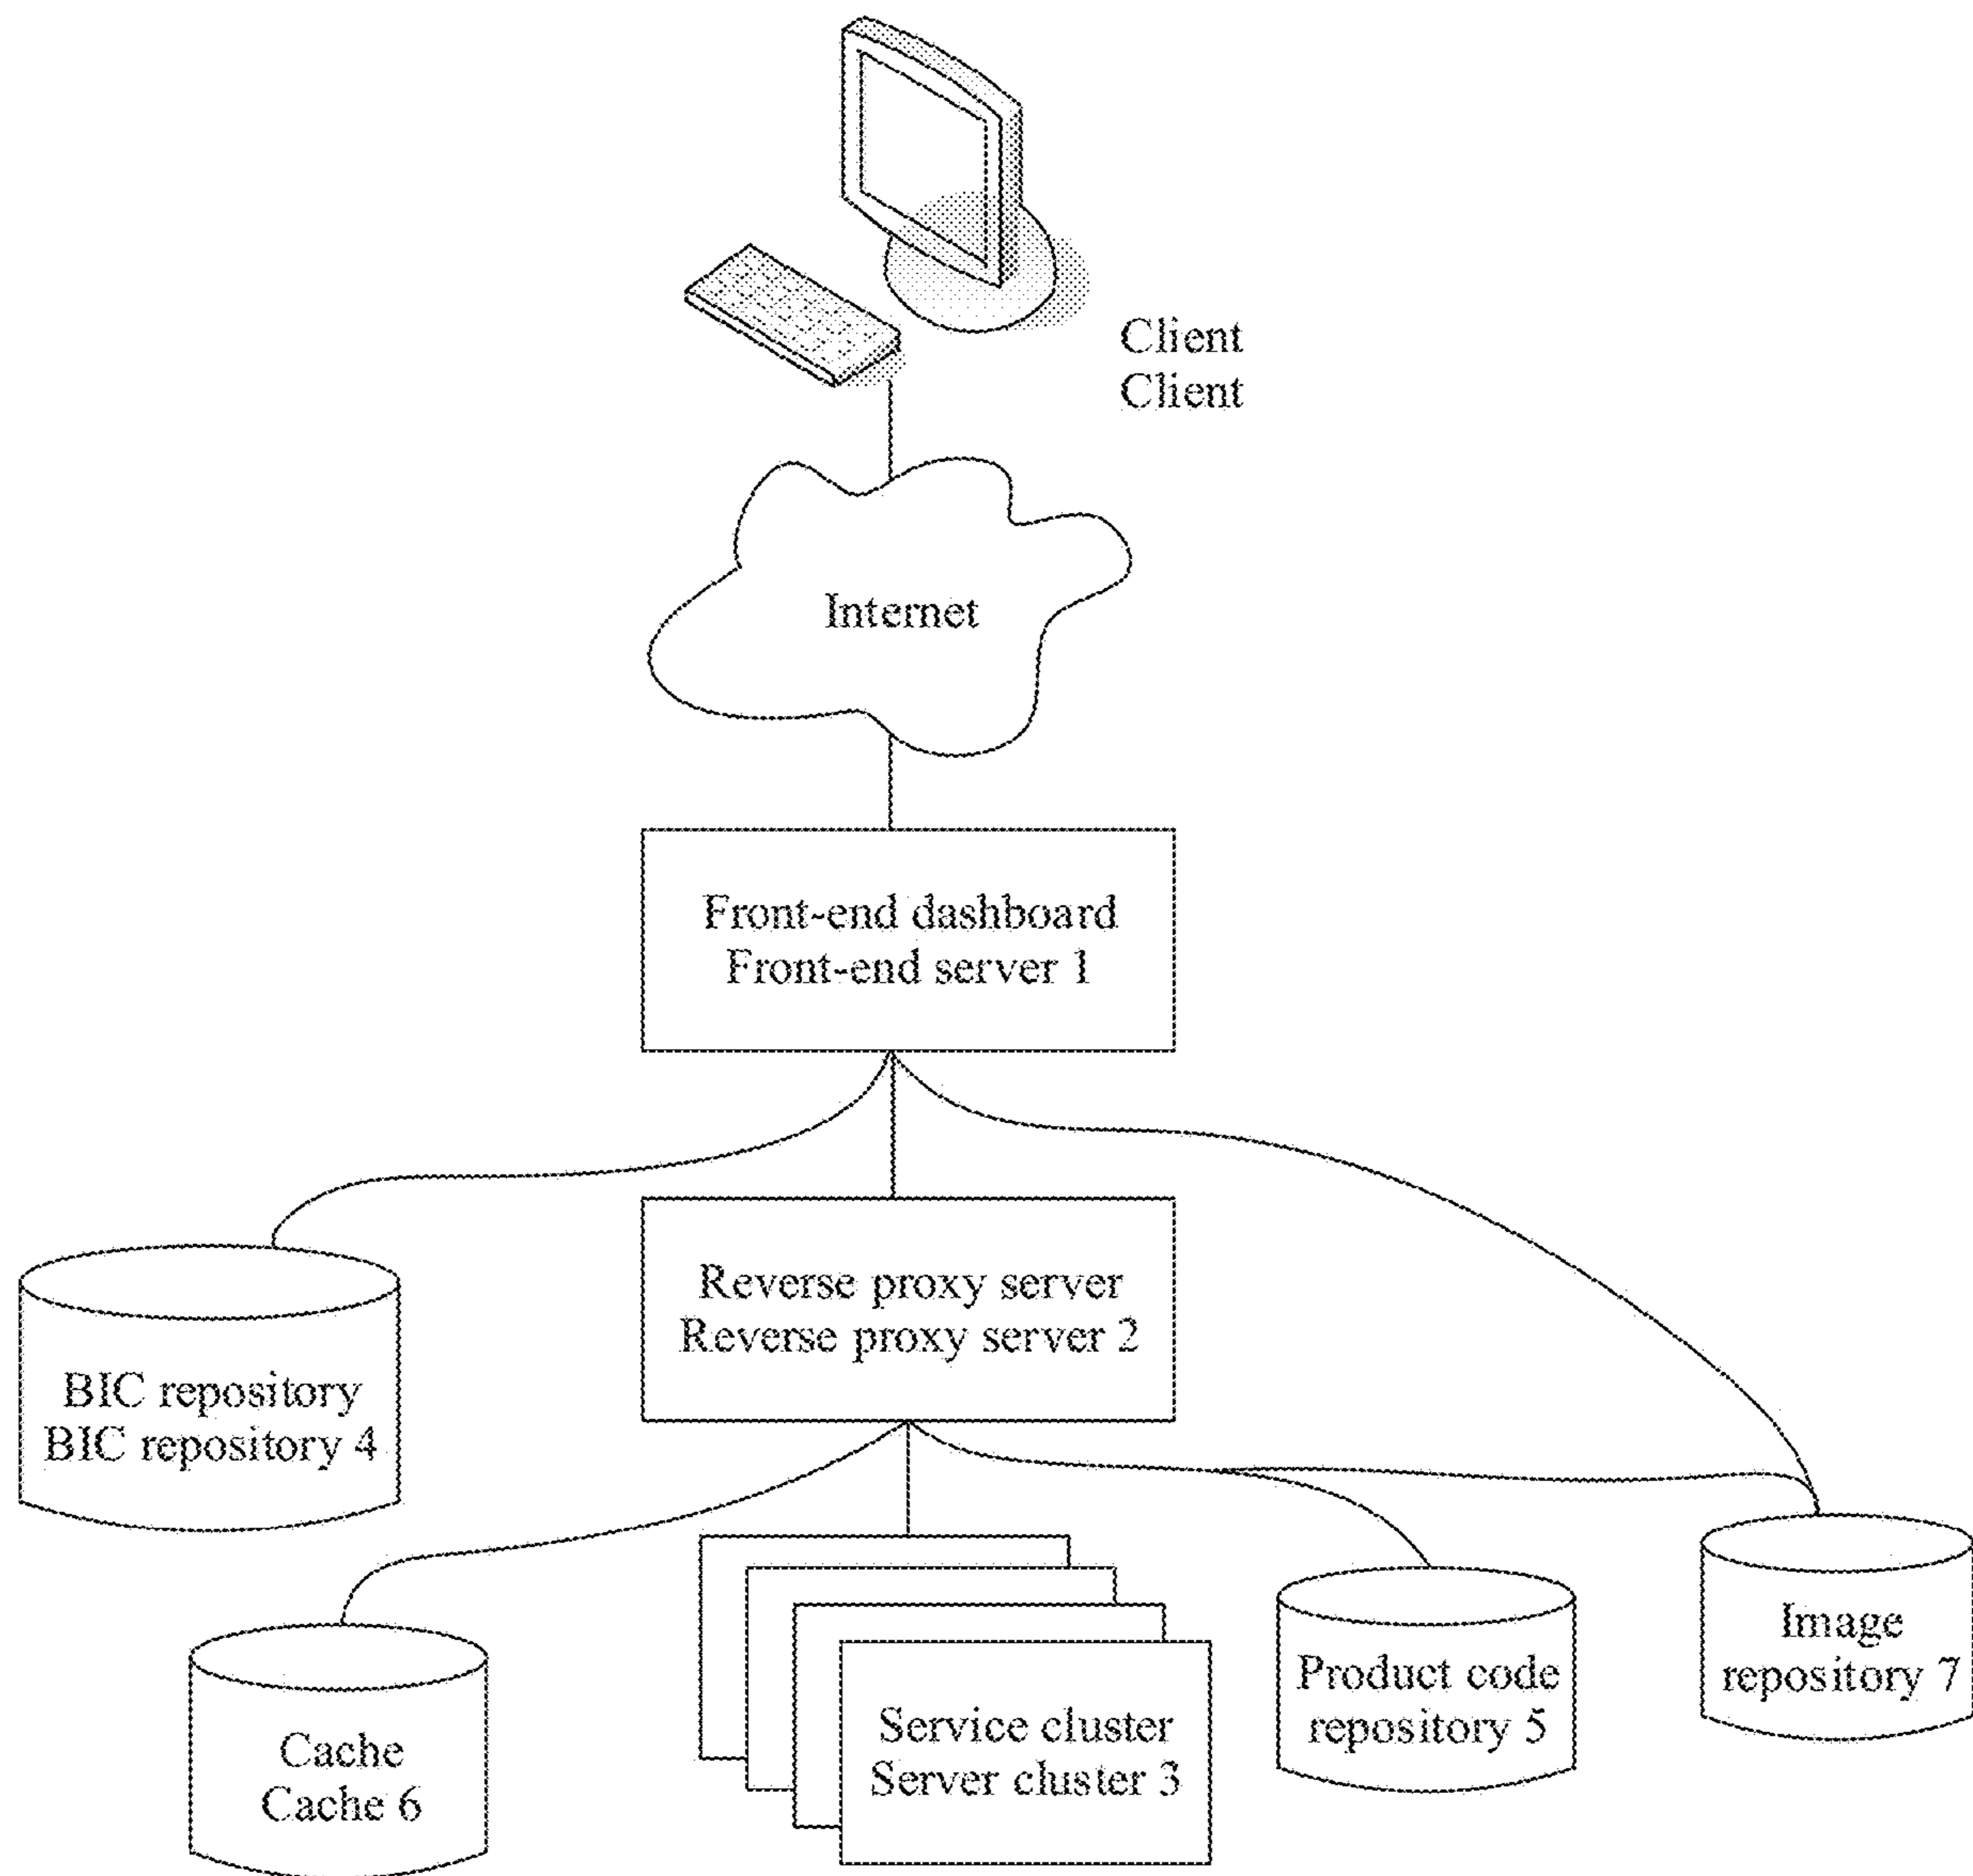 Client
Client
Internet
Front-end dashboard
Front-end server 1
Reverse proxy server
Reverse proxy server 2
BIC repository
BIC repository 4
Cache
Cache 6
Service cluster
Server cluster 3
Product code
repository 5
Image
repository 7